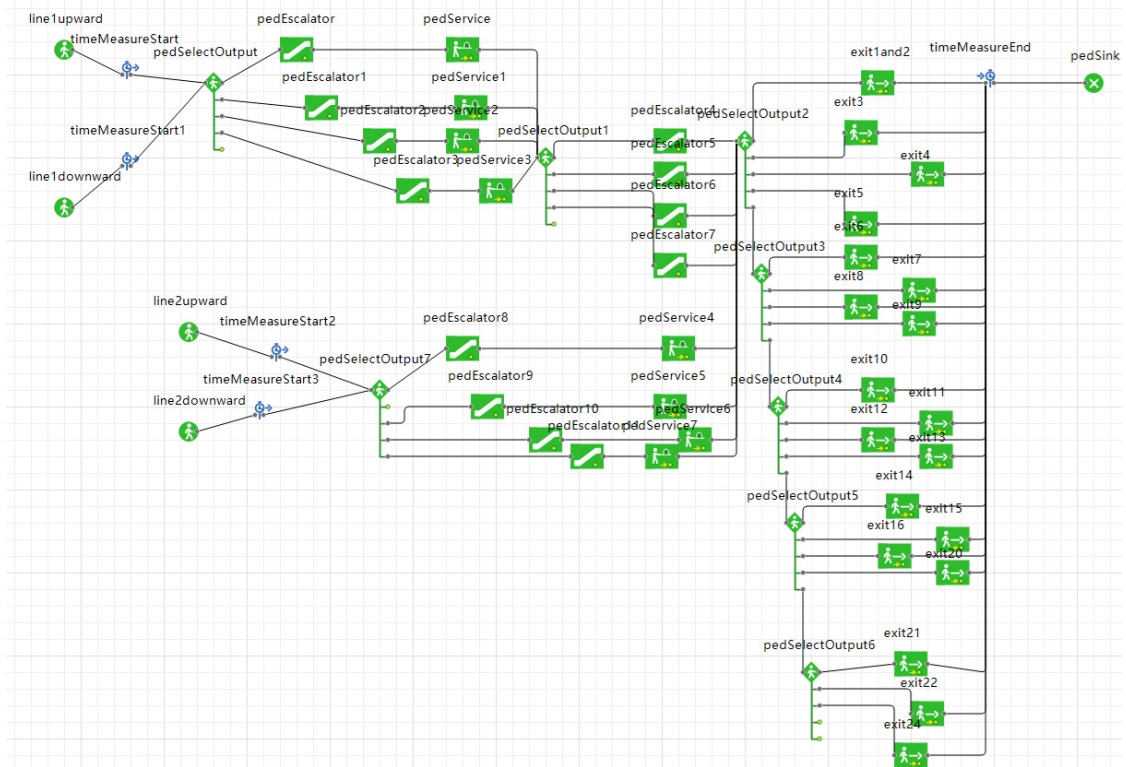 line1upward
timeMeasureStart
pedSelectOutput
pedEscalator
pedService
pedEscalator1
pedService1
timeMeasureStart1
pedEscalator2
pedService2
line1downward
pedEscalator3
pedService3
pedSelectOutput1
pedEscalator4
pedEscalator5
pedEscalator6
pedEscalator7
pedSelectOutput2
exit1and2
timeMeasureEnd
pedSink
exit3
exit4
exit5
exit6
pedSelectOutput3
exit7
exit8
exit9
line2upward
timeMeasureStart2
pedSelectOutput7
pedEscalator8
pedService4
timeMeasureStart3
line2downward
pedEscalator9
pedService5
pedEscalator10
pedService6
pedEscalator11
pedService7
pedSelectOutput4
exit10
exit11
exit12
exit13
pedSelectOutput5
exit14
exit15
exit16
exit20
pedSelectOutput6
exit21
exit22
exit24